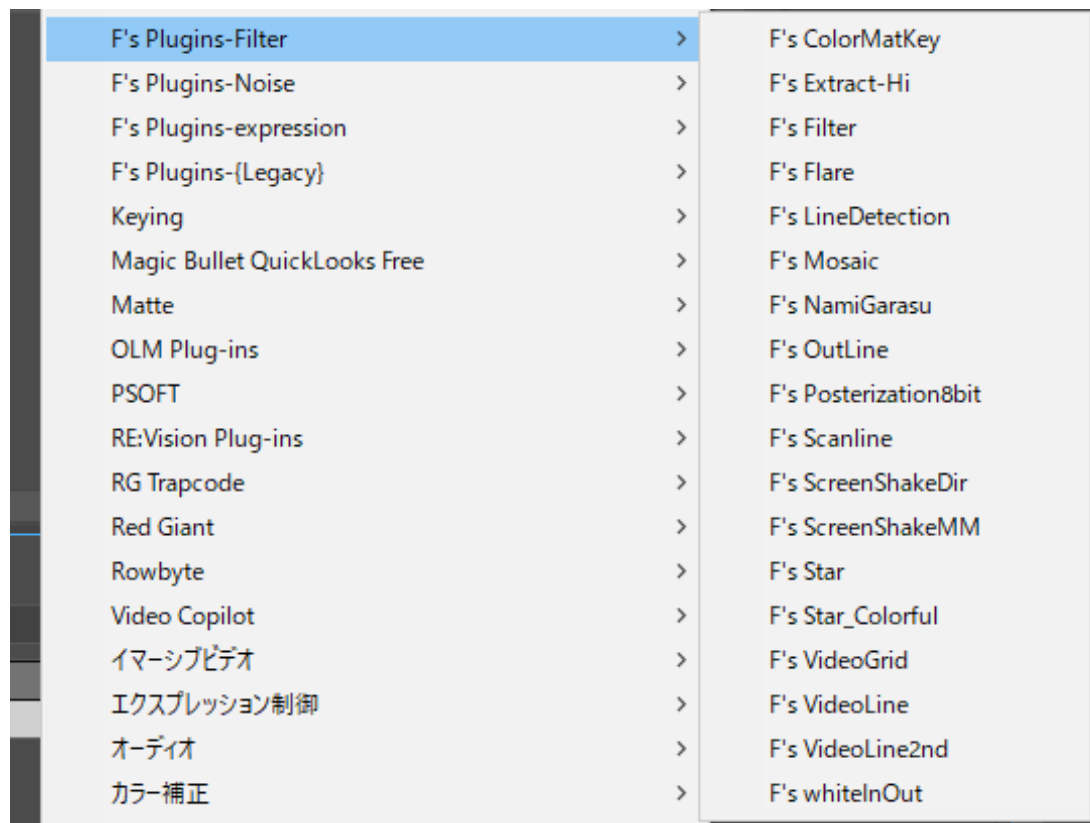 F's Plugins-Filter
F's Plugins-Noise
F's Plugins-expression
F's Plugins-{Legacy}
Keying
Magic Bullet QuickLooks Free
Matte
OLM Plug-ins
PSOFT
RE:Vision Plug-ins
RG Trapcode
Red Giant
Rowbyte
Video Copilot
イマーシブビデオ
エクスプレッション制御
オーディオ
カラー補正
F's ColorMatKey
F's Extract-Hi
F's Filter
F's Flare
F's LineDetection
F's Mosaic
F's NamiGarasu
F's OutLine
F's Posterization8bit
F's Scanline
F's ScreenShakeDir
F's ScreenShakeMM
F's Star
F's Star_Colorful
F's VideoGrid
F's VideoLine
F's VideoLine2nd
F's whiteInOut